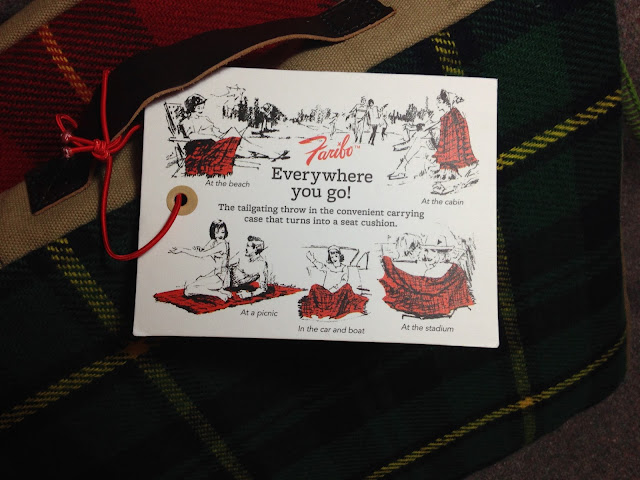 Faribo™
Everywhere
you go!
The tailgating throw in the convenient carrying
case that turns into a seat cushion.
At the beach
At the cabin
At a picnic
In the car and boat
At the stadium